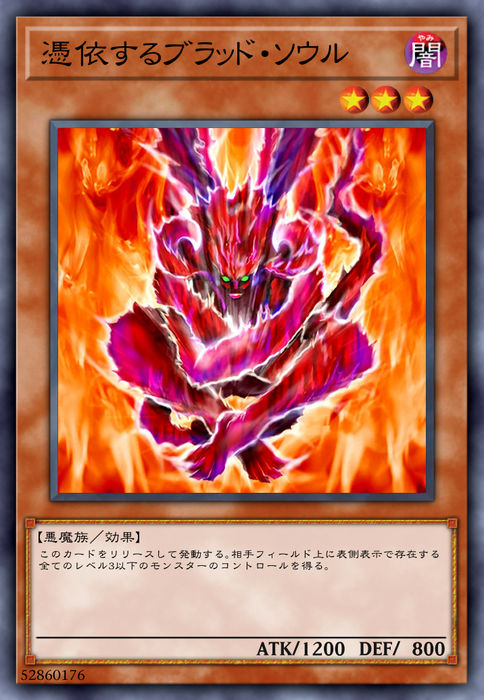 憑依するブラッド・ソウル
やみ
闇
【悪魔族／効果】
このカードをリリースして発動する。相手フィールド上に表側表示で存在する
全てのレベル3以下のモンスターのコントロールを得る。
ATK/1200 DEF/ 800
52860176